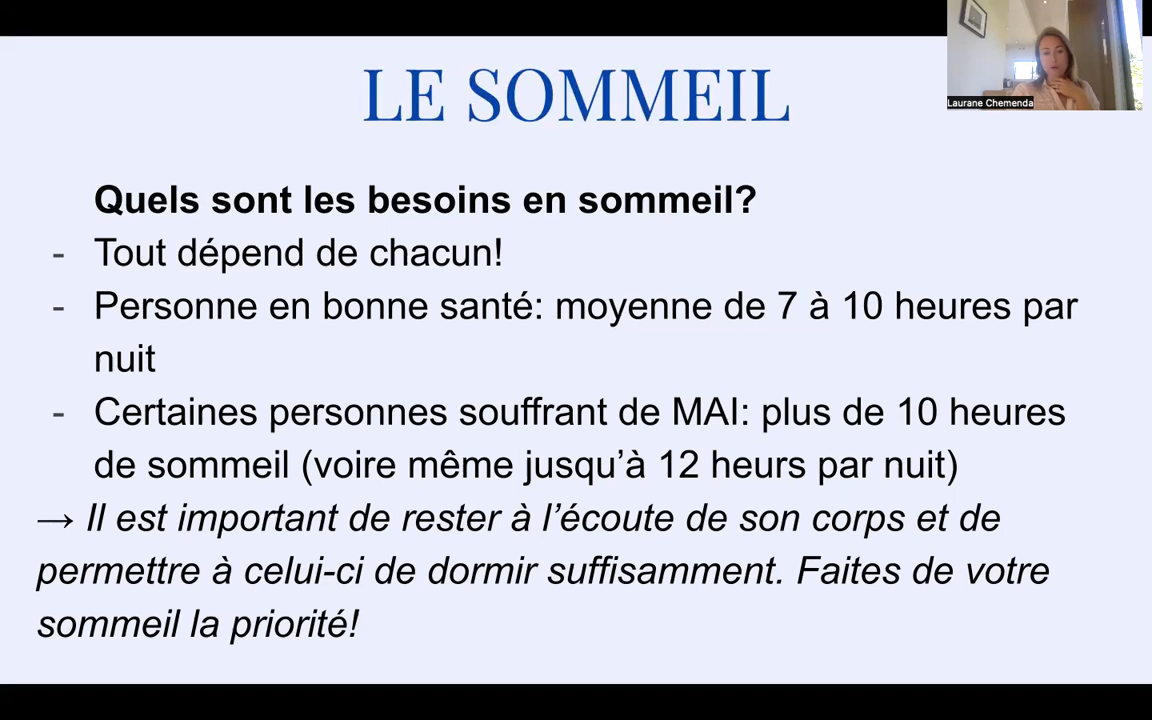 Laurane Chemenda
LE SOMMEIL
Quels sont les besoins en sommeil?
- Tout dépend de chacun!
- Personne en bonne santé: moyenne de 7 à 10 heures par
nuit
- Certaines personnes souffrant de MAI: plus de 10 heures
de sommeil (voire même jusqu’à 12 heurs par nuit)
→ Il est important de rester à l’écoute de son corps et de
permettre à celui-ci de dormir suffisamment. Faites de votre
sommeil la priorité!